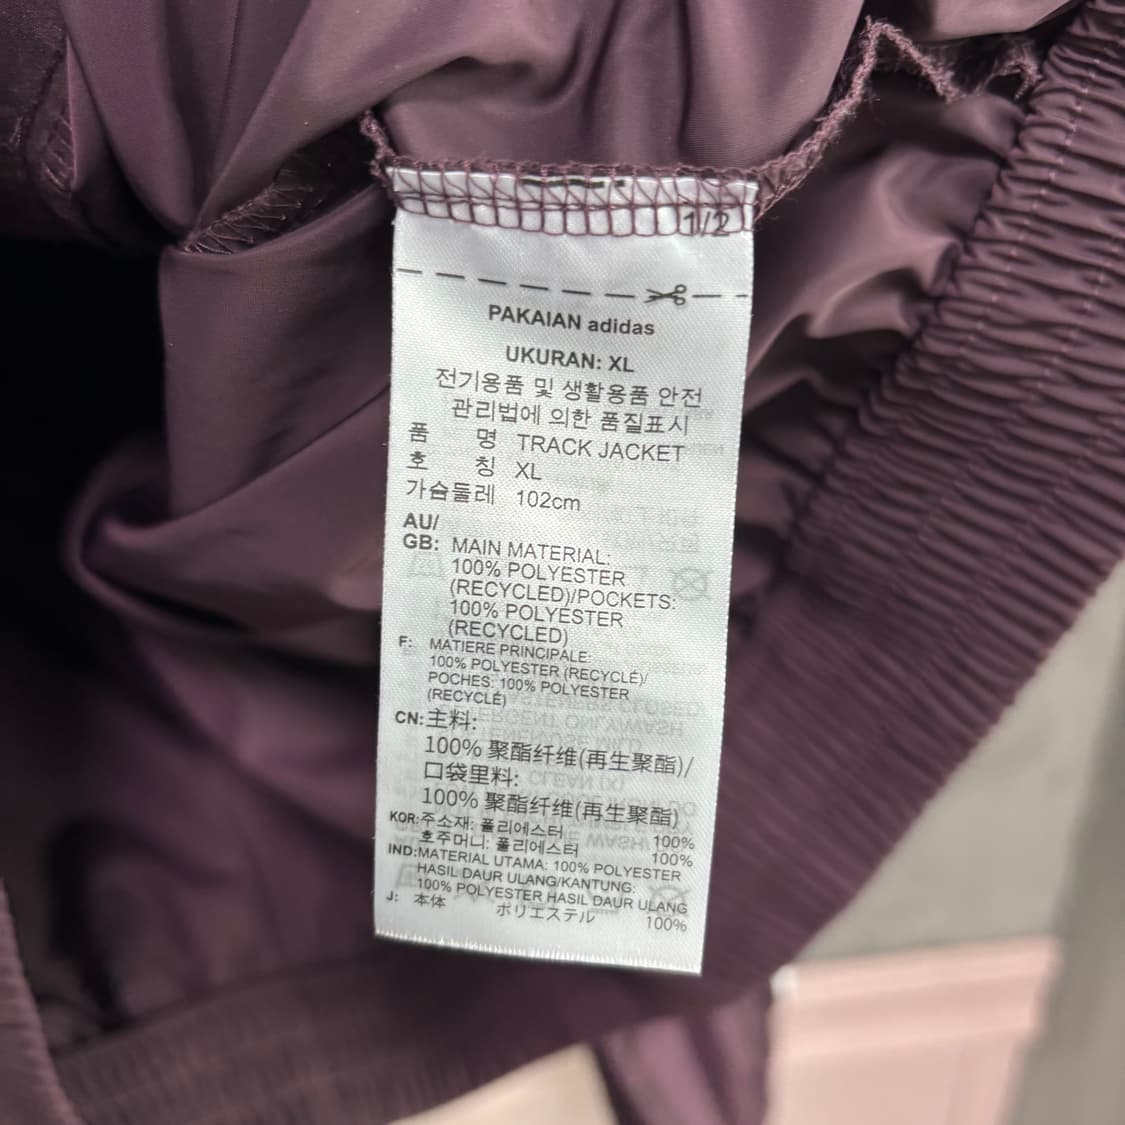 1/2
PAKAIAN adidas
UKURAN: XL
전기용품 및 생활용품 안전
관리법에 의한 품질표시
품 명 TRACK JACKET
호 칭 XL
가슴둘레 102cm
AU/
GB: MAIN MATERIAL:
100% POLYESTER
(RECYCLED)/POCKETS:
100% POLYESTER
(RECYCLED)
F: MATIERE PRINCIPALE:
100% POLYESTER (RECYCLÉ)/
POCHES: 100% POLYESTER
(RECYCLÉ)
CN: 主料:
100% 聚酯纤维(再生聚酯)/
口袋里料:
100% 聚酯纤维(再生聚酯)
KOR: 주소재: 폴리에스터 100%
호주머니: 폴리에스터 100%
IND: MATERIAL UTAMA: 100% POLYESTER
HASIL DAUR ULANG/KANTUNG:
100% POLYESTER HASIL DAUR ULANG
J: 本体 ポリエステル 100%